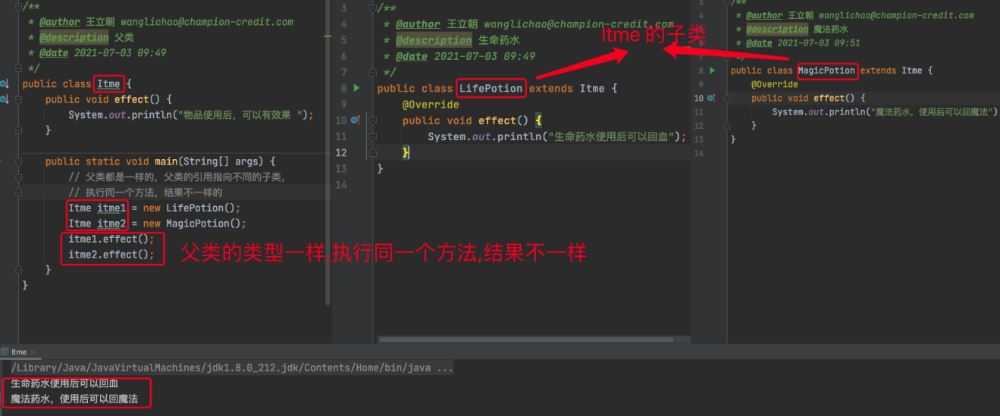 /**
* @author 王立朝 wanglichao@champion-credit.com
* @description 父类
* @date 2021-07-03 09:49
*/
public class Itme {
public void effect() {
System.out.println("物品使用后，可以有效果 ");
}
public static void main(String[] args) {
// 父类都是一样的，父类的引用指向不同的子类，
// 执行同一个方法，结果不一样的
Itme itme1 = new LifePotion();
Itme itme2 = new MagicPotion();
itme1.effect();
itme2.effect();
}
}
父类的类型一样,执行同一个方法,结果不一样
3 /**
4 * @author 王立朝 wanglichao@champion-credit.com
5 * @description 生命药水
6 * @date 2021-07-03 09:49
7 */
8 public class LifePotion extends Itme {
9 @Override
10 public void effect() {
11 System.out.println("生命药水使用后可以回血");
12 }
13 }
14
Itme 的子类
3 /**
4 * @author 王立朝 wanglichao@champion-credit.com
5 * @description 魔法药水
6 * @date 2021-07-03 09:51
7 */
8 public class MagicPotion extends Itme {
9 @Override
10 public void effect() {
11 System.out.println("魔法药水，使用后可以回魔法")
12 }
13 }
14
Itme ×
/Library/Java/JavaVirtualMachines/jdk1.8.0_212.jdk/Contents/Home/bin/java ...
生命药水使用后可以回血
魔法药水，使用后可以回魔法